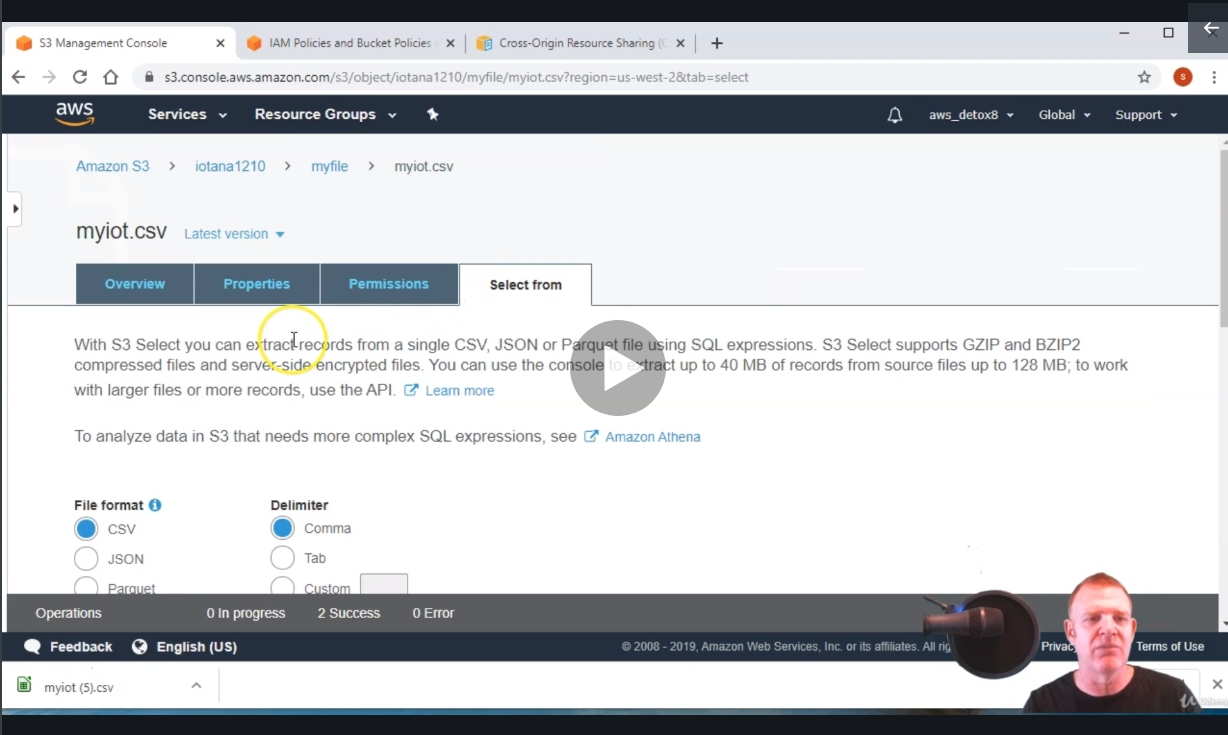 S3 Management Console
IAM Policies and Bucket Policies
Cross-Origin Resource Sharing (C
s3.console.aws.amazon.com/s3/object/iotana1210/myfile/myiot.csv?region=us-west-2&tab=select
S
aws Services Resource Groups aws_detox8 Global Support
Amazon S3 > iotana1210 > myfile > myiot.csv
myiot.csv Latest version
Overview Properties Permissions Select from
With S3 Select you can extract records from a single CSV, JSON or Parquet file using SQL expressions. S3 Select supports GZIP and BZIP2
compressed files and server-side encrypted files. You can use the console to extract up to 40 MB of records from source files up to 128 MB; to work
with larger files or more records, use the API. Learn more
To analyze data in S3 that needs more complex SQL expressions, see Amazon Athena
File format Delimiter
CSV Comma
JSON Tab
Parquet Custom
Operations 0 In progress 2 Success 0 Error
Feedback English (US) © 2008 - 2019, Amazon Web Services, Inc. or its affiliates. All Terms of Use
myiot (5).csv